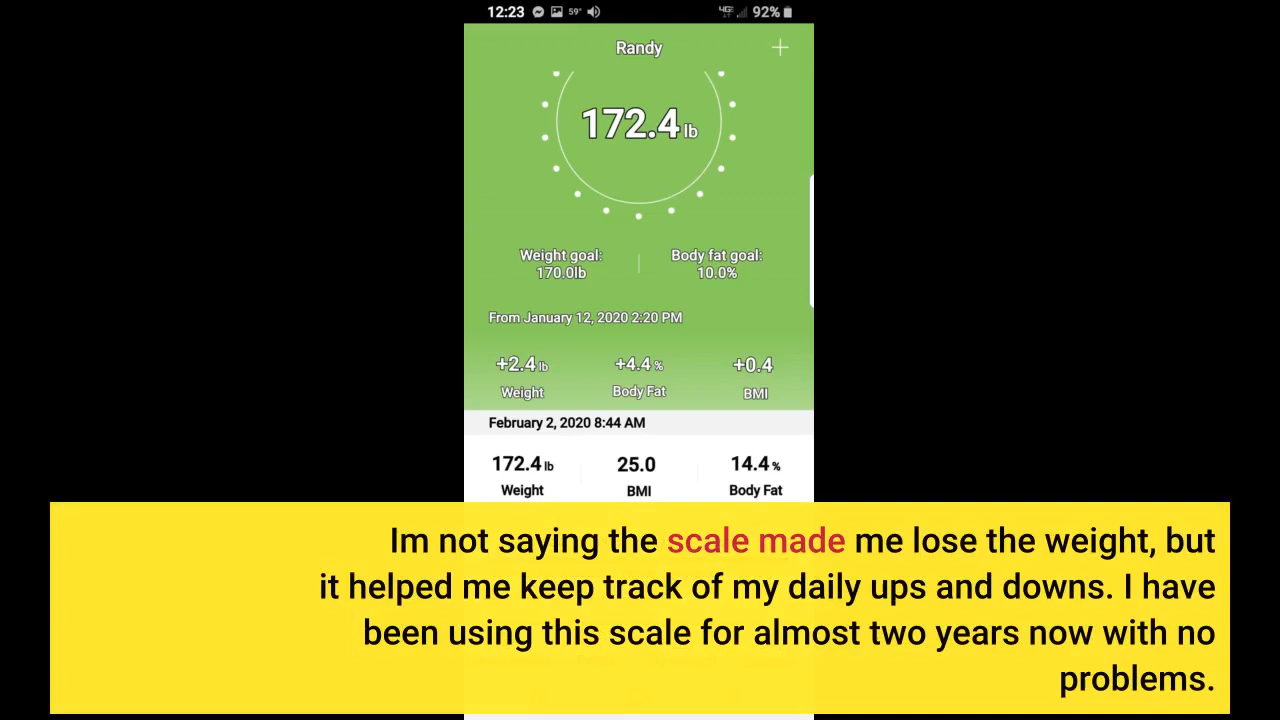 12:23 59° 4GE 92%
Randy
172.4 lb
Weight goal: Body fat goal:
170.0lb 10.0%
From January 12, 2020 2:20 PM
+2.4 lb +4.4 % +0.4
Weight Body Fat BMI
February 2, 2020 8:44 AM
172.4 lb 25.0 14.4 %
Weight BMI Body Fat
Im not saying the scale made me lose the weight, but
it helped me keep track of my daily ups and downs. I have
been using this scale for almost two years now with no
problems.